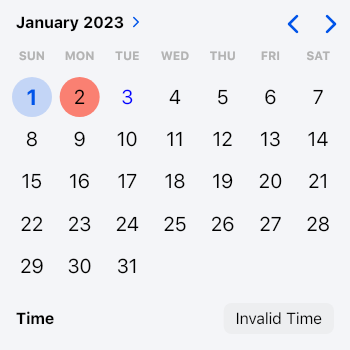 January 2023
SUN MON TUE WED THU FRI SAT
1 2 3 4 5 6 7
8 9 10 11 12 13 14
15 16 17 18 19 20 21
22 23 24 25 26 27 28
29 30 31
Time Invalid Time